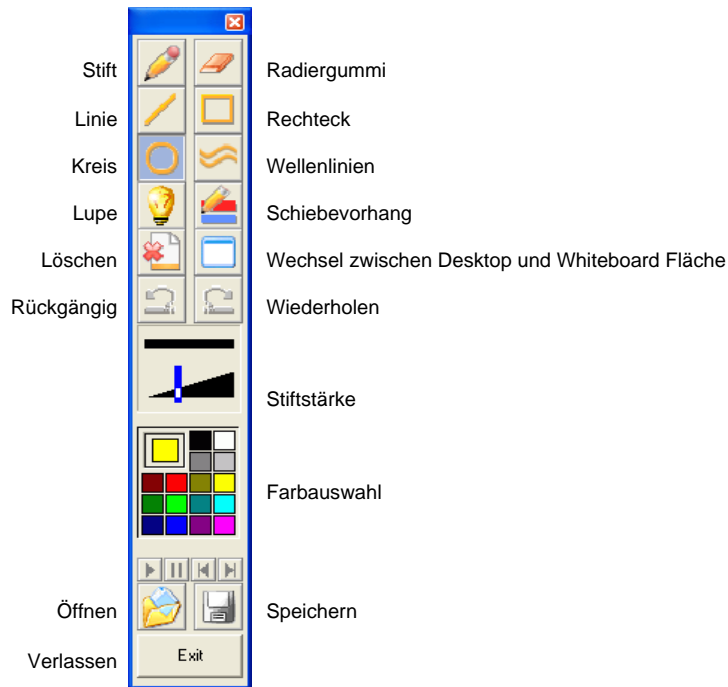 Stift
Radiergummi
Linie
Rechteck
Kreis
Wellenlinien
Lupe
Schiebevorhang
Löschen
Wechsel zwischen Desktop und Whiteboard Fläche
Rückgängig
Wiederholen
Stiftstärke
Farbauswahl
Öffnen
Speichern
Verlassen
Exit